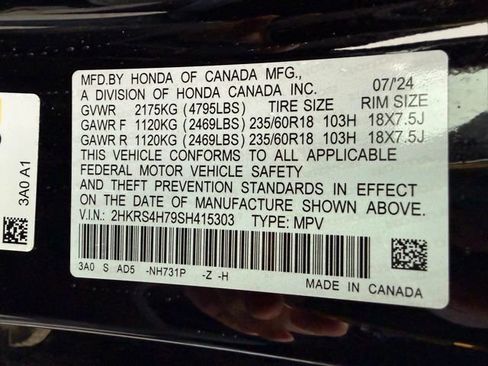 MFD.BY HONDA OF CANADA MFG.,
A DIVISION OF HONDA CANADA INC. 07/'24
GVWR 2175KG (4795LBS) TIRE SIZE RIM SIZE
GAWR F 1120KG (2469LBS) 235/60R18 103H 18X7.5J
GAWR R 1120KG (2469LBS) 235/60R18 103H 18X7.5J
THIS VEHICLE CONFORMS TO ALL APPLICABLE
FEDERAL MOTOR VEHICLE SAFETY
AND THEFT PREVENTION STANDARDS IN EFFECT
ON THE DATE OF MANUFACTURE SHOWN ABOVE.
V.I.N.: 2HKRS4H79SH415303 TYPE: MPV
3A0 S AD5 -NH731P -Z -H
MADE IN CANADA
3A0 A1